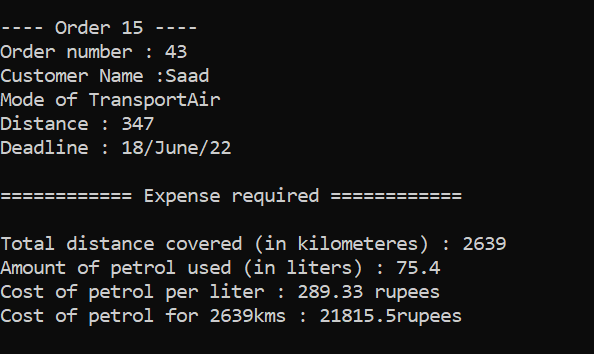 ---- Order 15 ----
Order number : 43
Customer Name :Saad
Mode of TransportAir
Distance : 347
Deadline : 18/June/22
============ Expense required ============
Total distance covered (in kilometeres) : 2639
Amount of petrol used (in liters) : 75.4
Cost of petrol per liter : 289.33 rupees
Cost of petrol for 2639kms : 21815.5rupees